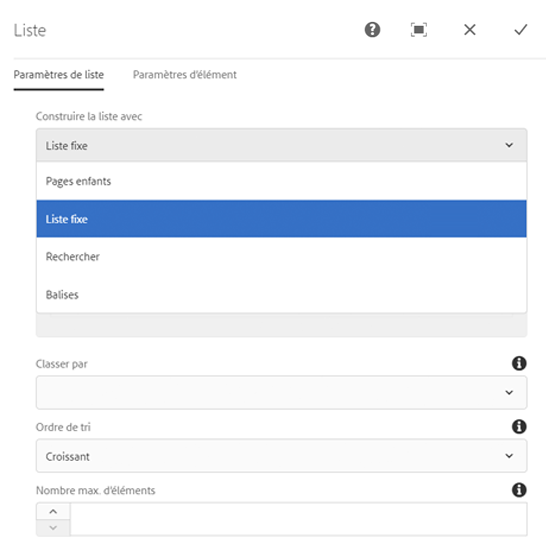 Liste
Paramètres de liste Paramètres d'élément
Construire la liste avec
Liste fixe
Pages enfants
Liste fixe
Rechercher
Balises
Classer par
Ordre de tri
Croissant
Nombre max. d'éléments